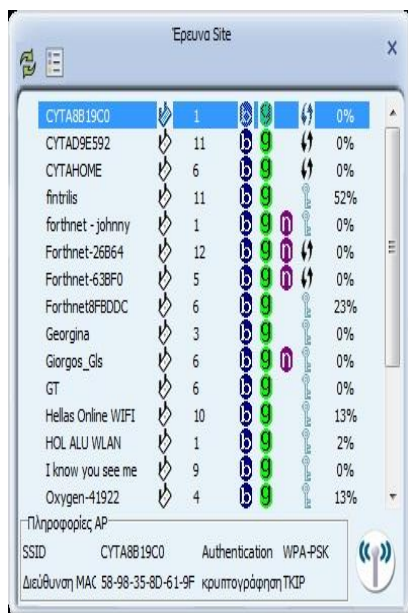 Έρευνα Site
CYTA8B19C0 1 b g 0%
CYTAD9E592 11 b g 0%
CYTAHOME 6 b g 0%
fintrilis 11 b g 52%
forthnet - johnny 1 b g n 0%
Forthnet-26B64 12 b g n 0%
Forthnet-63BF0 5 b g n 0%
Forthnet8FBDDC 6 b g 23%
Georgina 3 b g 0%
Giorgos_Gls 6 b g n 0%
GT 6 b g 0%
Hellas Online WIFI 10 b g 13%
HOL ALU WLAN 1 b g 2%
I know you see me 9 b g 0%
Oxygen-41922 4 b g 13%
Πληροφορίες AP
SSID CYTA8B19C0 Authentication WPA-PSK
Διεύθυνση MAC 58-98-35-8D-61-9F κρυπτογράφηση TKIP